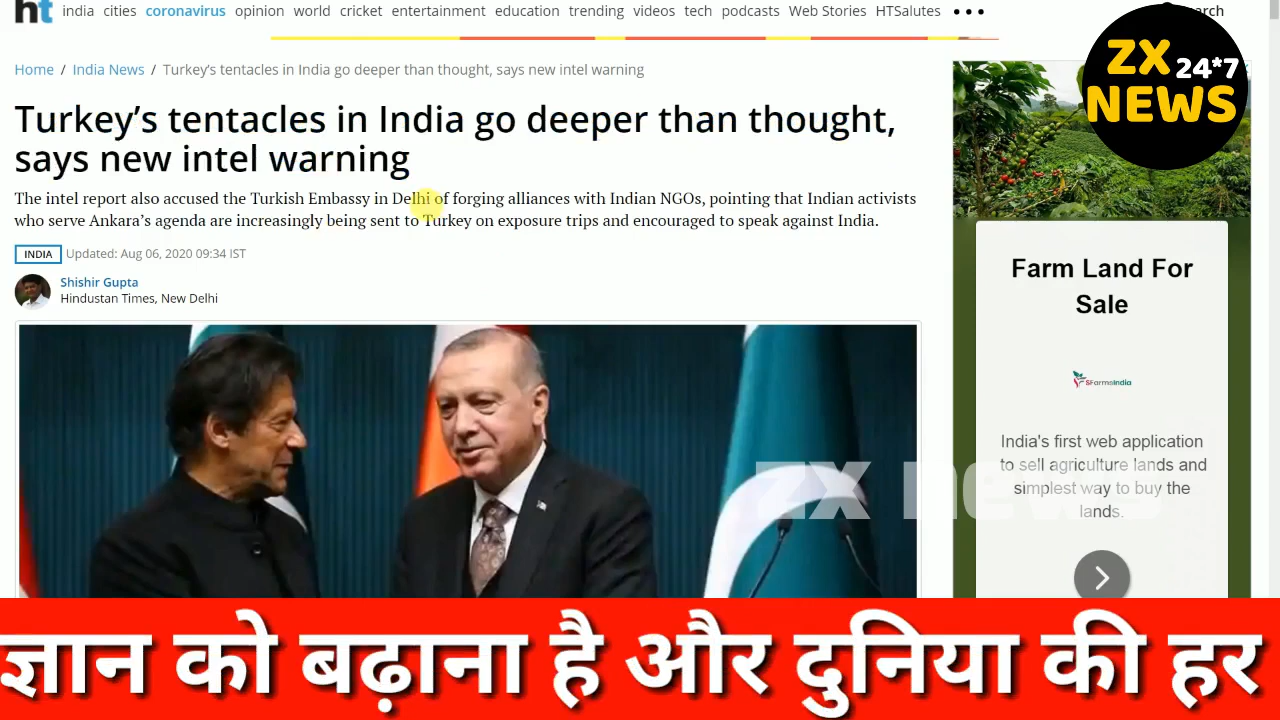 ht india cities coronavirus opinion world cricket entertainment education trending videos tech podcasts Web Stories HTSalutes
ZX 24*7
NEWS
Home / India News / Turkey's tentacles in India go deeper than thought, says new intel warning
Turkey's tentacles in India go deeper than thought,
says new intel warning
The intel report also accused the Turkish Embassy in Delhi of forging alliances with Indian NGOs, pointing that Indian activists
who serve Ankara's agenda are increasingly being sent to Turkey on exposure trips and encouraged to speak against India.
INDIA Updated: Aug 06, 2020 09:34 IST
Shishir Gupta
Hindustan Times, New Delhi
Farm Land For
Sale
SFarmsIndia
India's first web application
to sell agriculture lands and
simplest way to buy the
lands.
zx news
ज्ञान को बढ़ाना है और दुनिया की हर